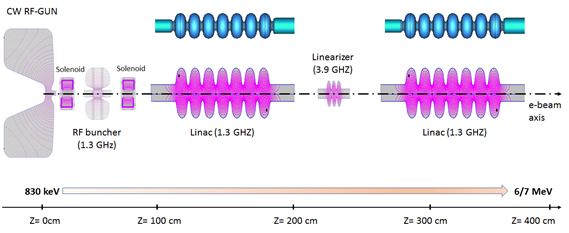 CW RF-GUN
Solenoid
Solenoid
Linearizer
(3.9 GHZ)
RF buncher
(1.3 GHz)
Linac (1.3 GHZ)
Linac (1.3 GHZ)
e-beam
axis
830 keV
6/7 MeV
Z= 0cm
Z= 100 cm
Z= 200 cm
Z= 300 cm
Z= 400 cm